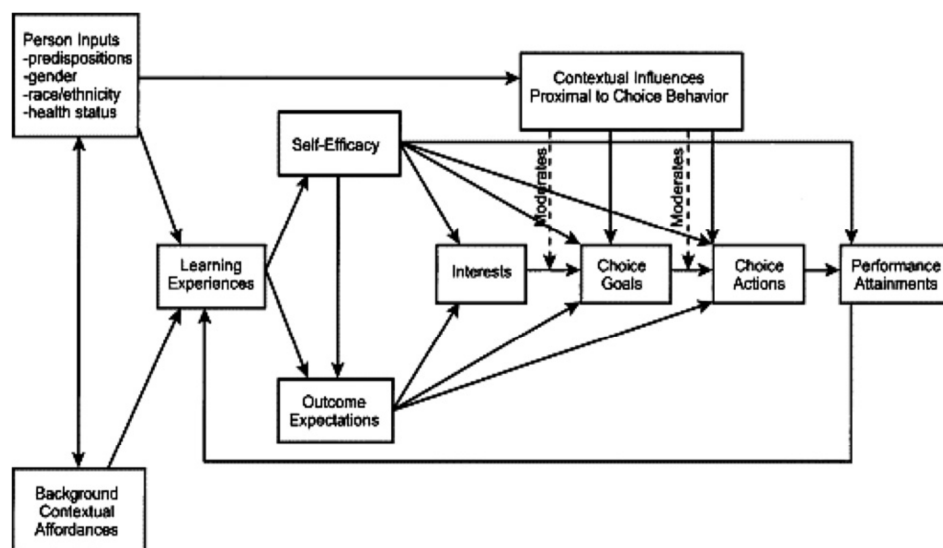 Person Inputs
-predispositions
-gender
-race/ethnicity
-health status
Contextual Influences
Proximal to Choice Behavior
Self-Efficacy
Moderates
Moderates
Learning
Experiences
Interests
Choice
Goals
Choice
Actions
Performance
Attainments
Outcome
Expectations
Background
Contextual
Affordances